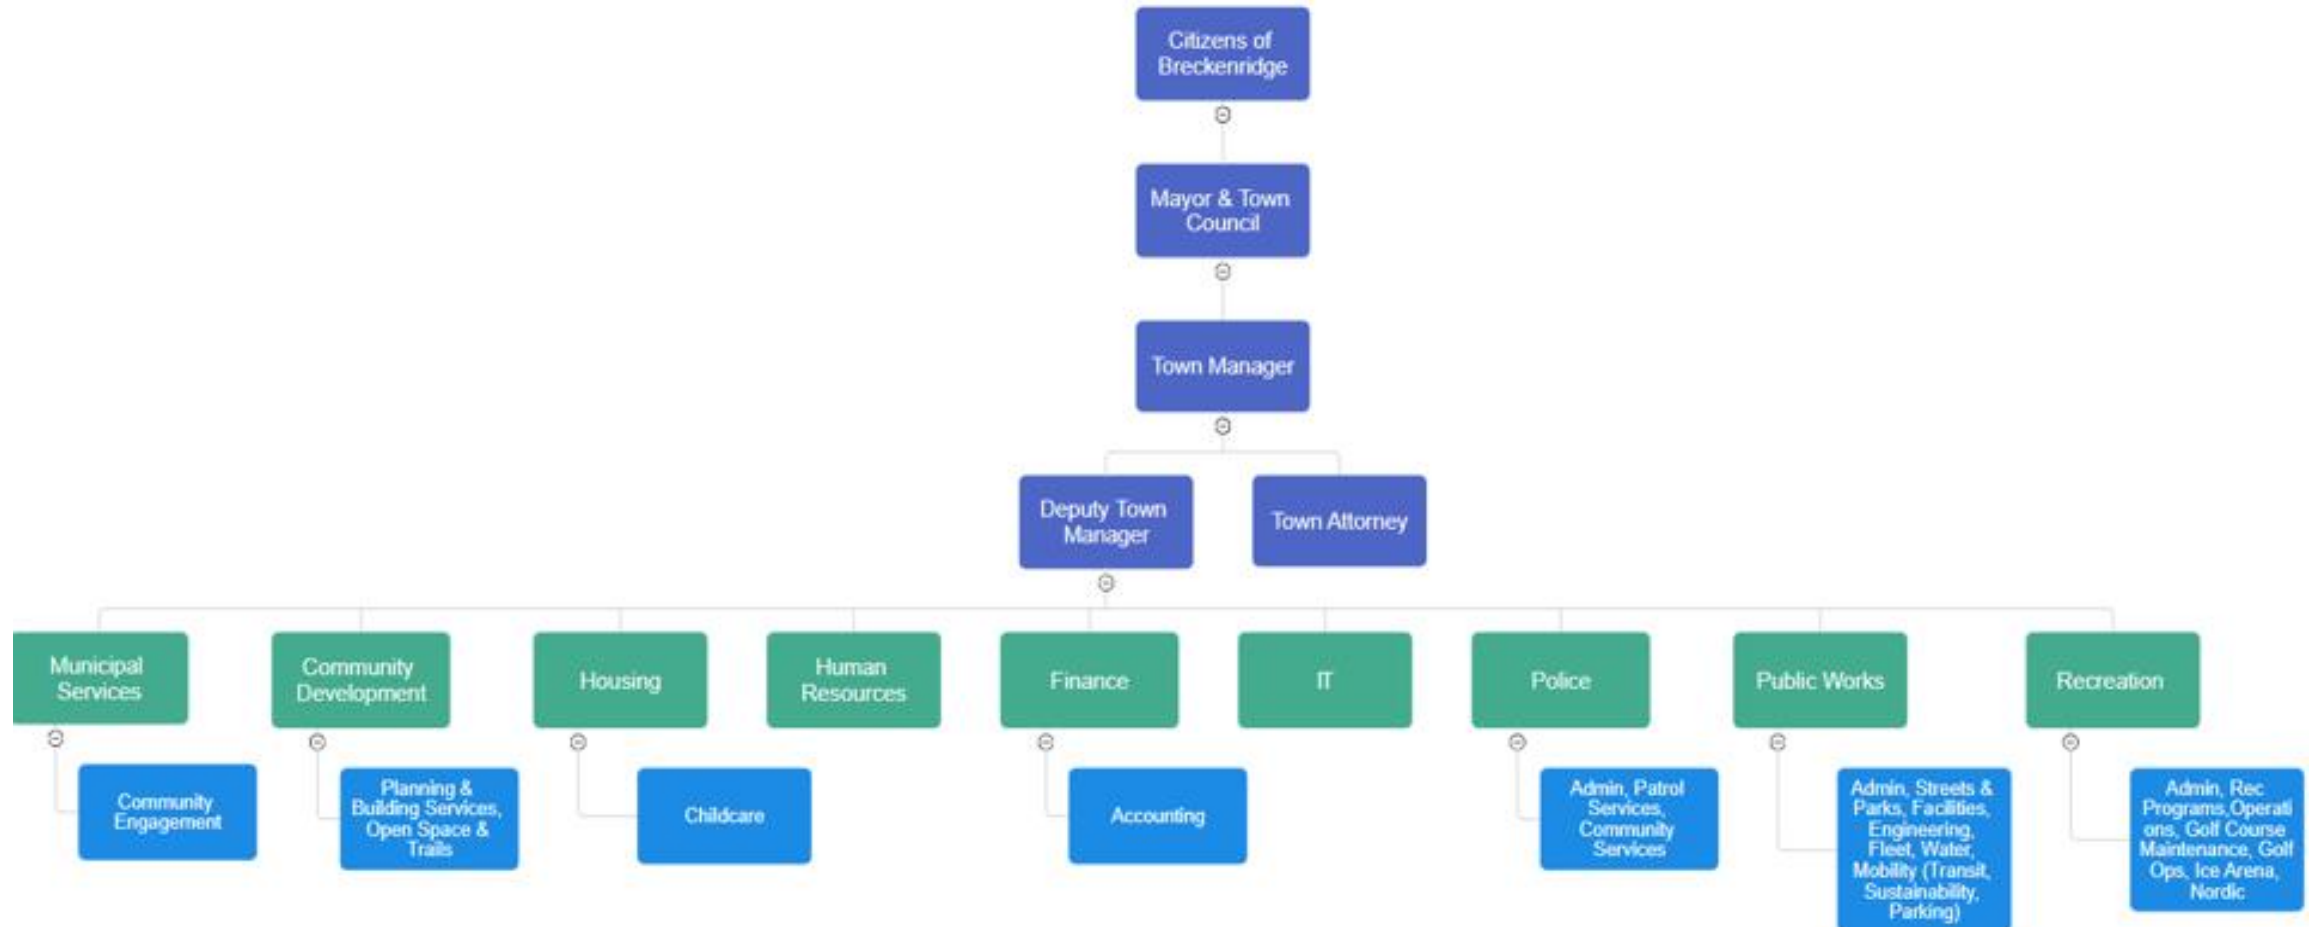 Citizens of
Breckenridge
Mayor & Town
Council
Town Manager
Deputy Town
Manager
Town Attorney
Municipal
Services
Community
Development
Housing
Human
Resources
Finance
IT
Police
Public Works
Recreation
Community
Engagement
Planning &
Building Services,
Open Space &
Trails
Childcare
Accounting
Admin, Patrol
Services,
Community
Services
Admin, Streets &
Parks, Facilities,
Engineering,
Fleet, Water,
Mobility (Transit,
Sustainability,
Parking)
Admin, Rec
Programs,Operati
ons, Golf Course
Maintenance, Golf
Ops, Ice Arena,
Nordic